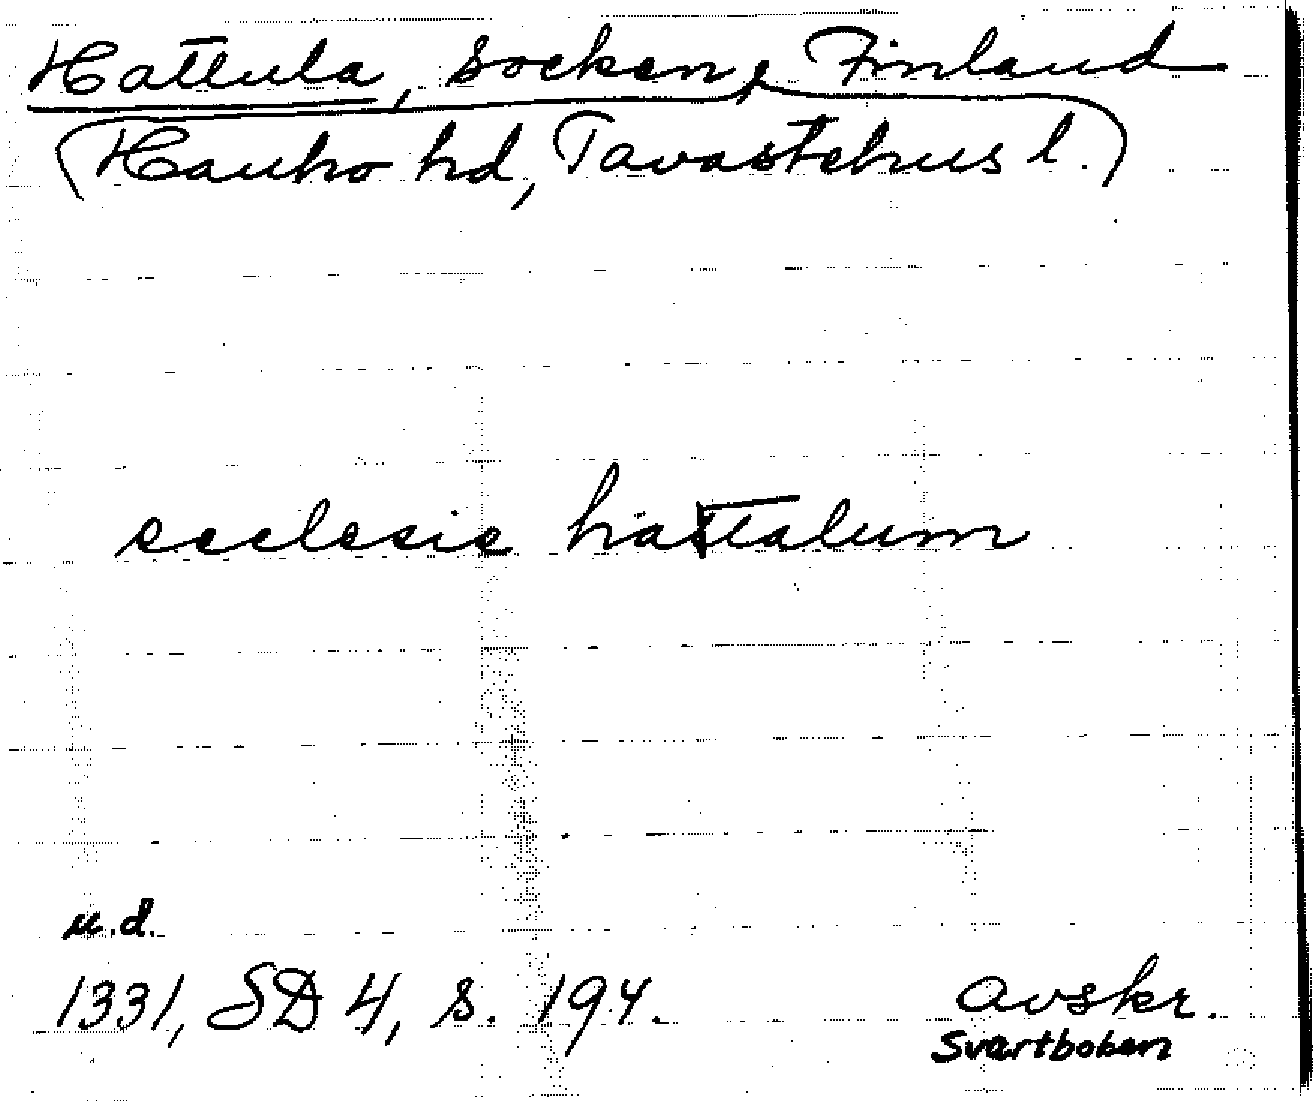 Hattula, socken, Finland
(Hauho hd, Tavastehus l.)
ecclesie hattalum
u.d.
1331, SD 4, s. 194.
avskr.
Svartboken